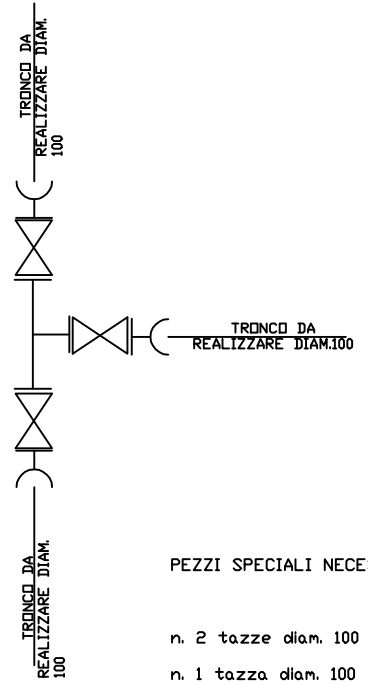 TRONCO DA
REALIZZARE DIAM.
100
TRONCO DA
REALIZZARE DIAM.100
TRONCO DA
REALIZZARE DIAM.
100
PEZZI SPECIALI
n. 2 tazze diam. 100
n. 1 tazza diam. 100